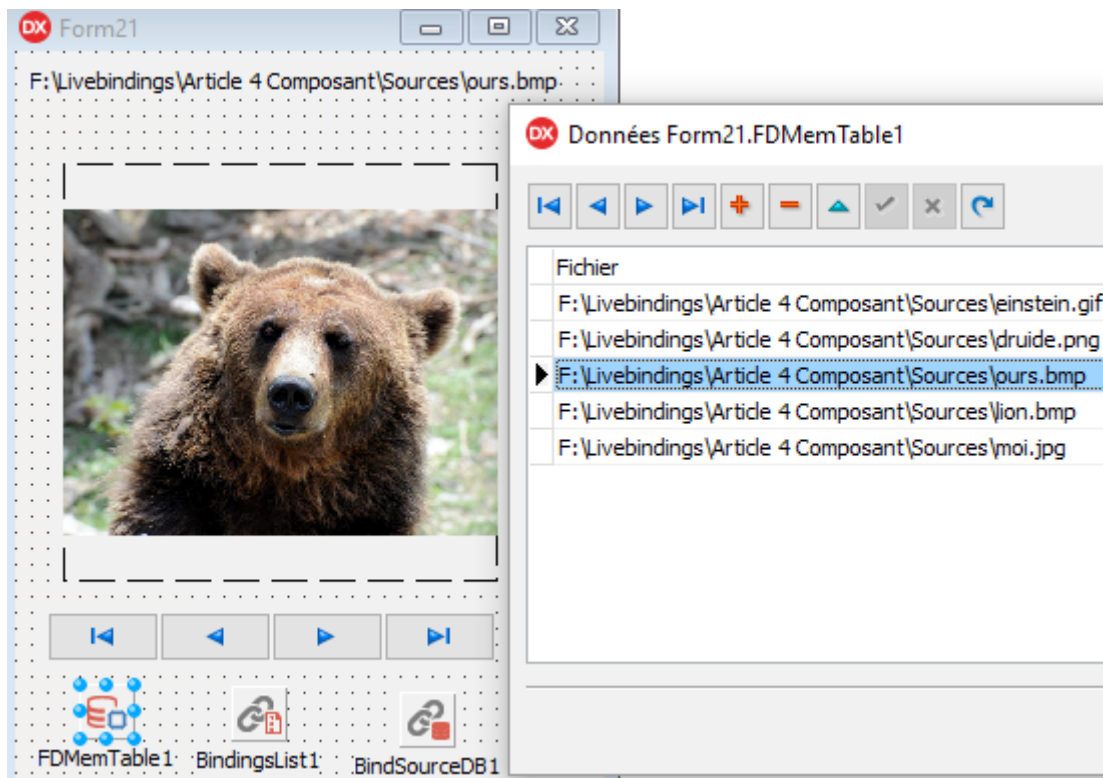 DX Form21
F:\Livebindings\Article 4 Composant\Sources\ours.bmp
FDMemTable1
BindingsList1
BindSourceDB1
DX Données Form21.FDMemTable1
Fichier
F:\Livebindings\Article 4 Composant\Sources\einstein.gif
F:\Livebindings\Article 4 Composant\Sources\druide.png
F:\Livebindings\Article 4 Composant\Sources\ours.bmp
F:\Livebindings\Article 4 Composant\Sources\lion.bmp
F:\Livebindings\Article 4 Composant\Sources\moi.jpg